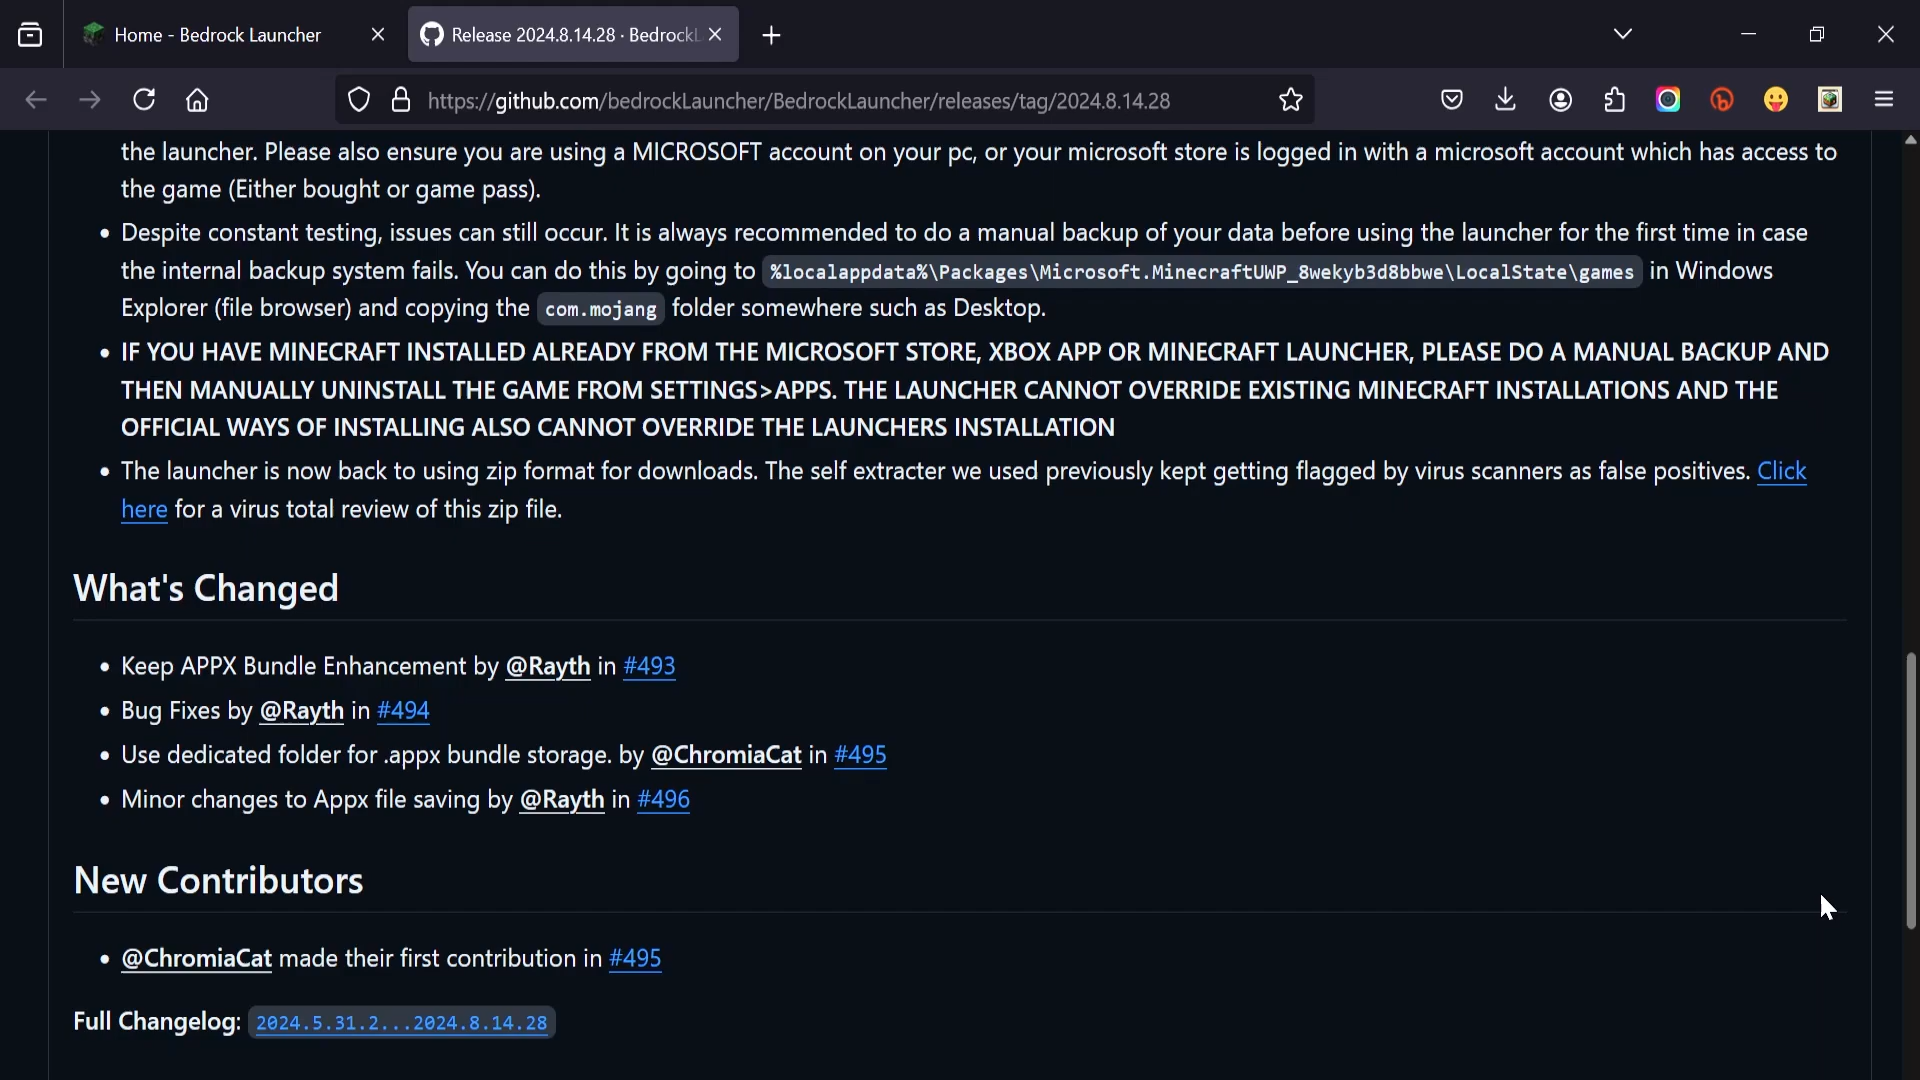 Home - Bedrock Launcher
Release 2024.8.14.28 · BedrockL
https://github.com/bedrockLauncher/BedrockLauncher/releases/tag/2024.8.14.28
the launcher. Please also ensure you are using a MICROSOFT account on your pc, or your microsoft store is logged in with a microsoft account which has access to
the game (Either bought or game pass).
• Despite constant testing, issues can still occur. It is always recommended to do a manual backup of your data before using the launcher for the first time in case
the internal backup system fails. You can do this by going to %localappdata%\Packages\Microsoft.MinecraftUWP_8wekyb3d8bbwe\LocalState\games in Windows
Explorer (file browser) and copying the com.mojang folder somewhere such as Desktop.
• IF YOU HAVE MINECRAFT INSTALLED ALREADY FROM THE MICROSOFT STORE, XBOX APP OR MINECRAFT LAUNCHER, PLEASE DO A MANUAL BACKUP AND
THEN MANUALLY UNINSTALL THE GAME FROM SETTINGS>APPS. THE LAUNCHER CANNOT OVERRIDE EXISTING MINECRAFT INSTALLATIONS AND THE
OFFICIAL WAYS OF INSTALLING ALSO CANNOT OVERRIDE THE LAUNCHERS INSTALLATION
• The launcher is now back to using zip format for downloads. The self extracter we used previously kept getting flagged by virus scanners as false positives. Click
here for a virus total review of this zip file.
What's Changed
• Keep APPX Bundle Enhancement by @Rayth in #493
• Bug Fixes by @Rayth in #494
• Use dedicated folder for .appx bundle storage. by @ChromiaCat in #495
• Minor changes to Appx file saving by @Rayth in #496
New Contributors
• @ChromiaCat made their first contribution in #495
Full Changelog: 2024.5.31.2...2024.8.14.28